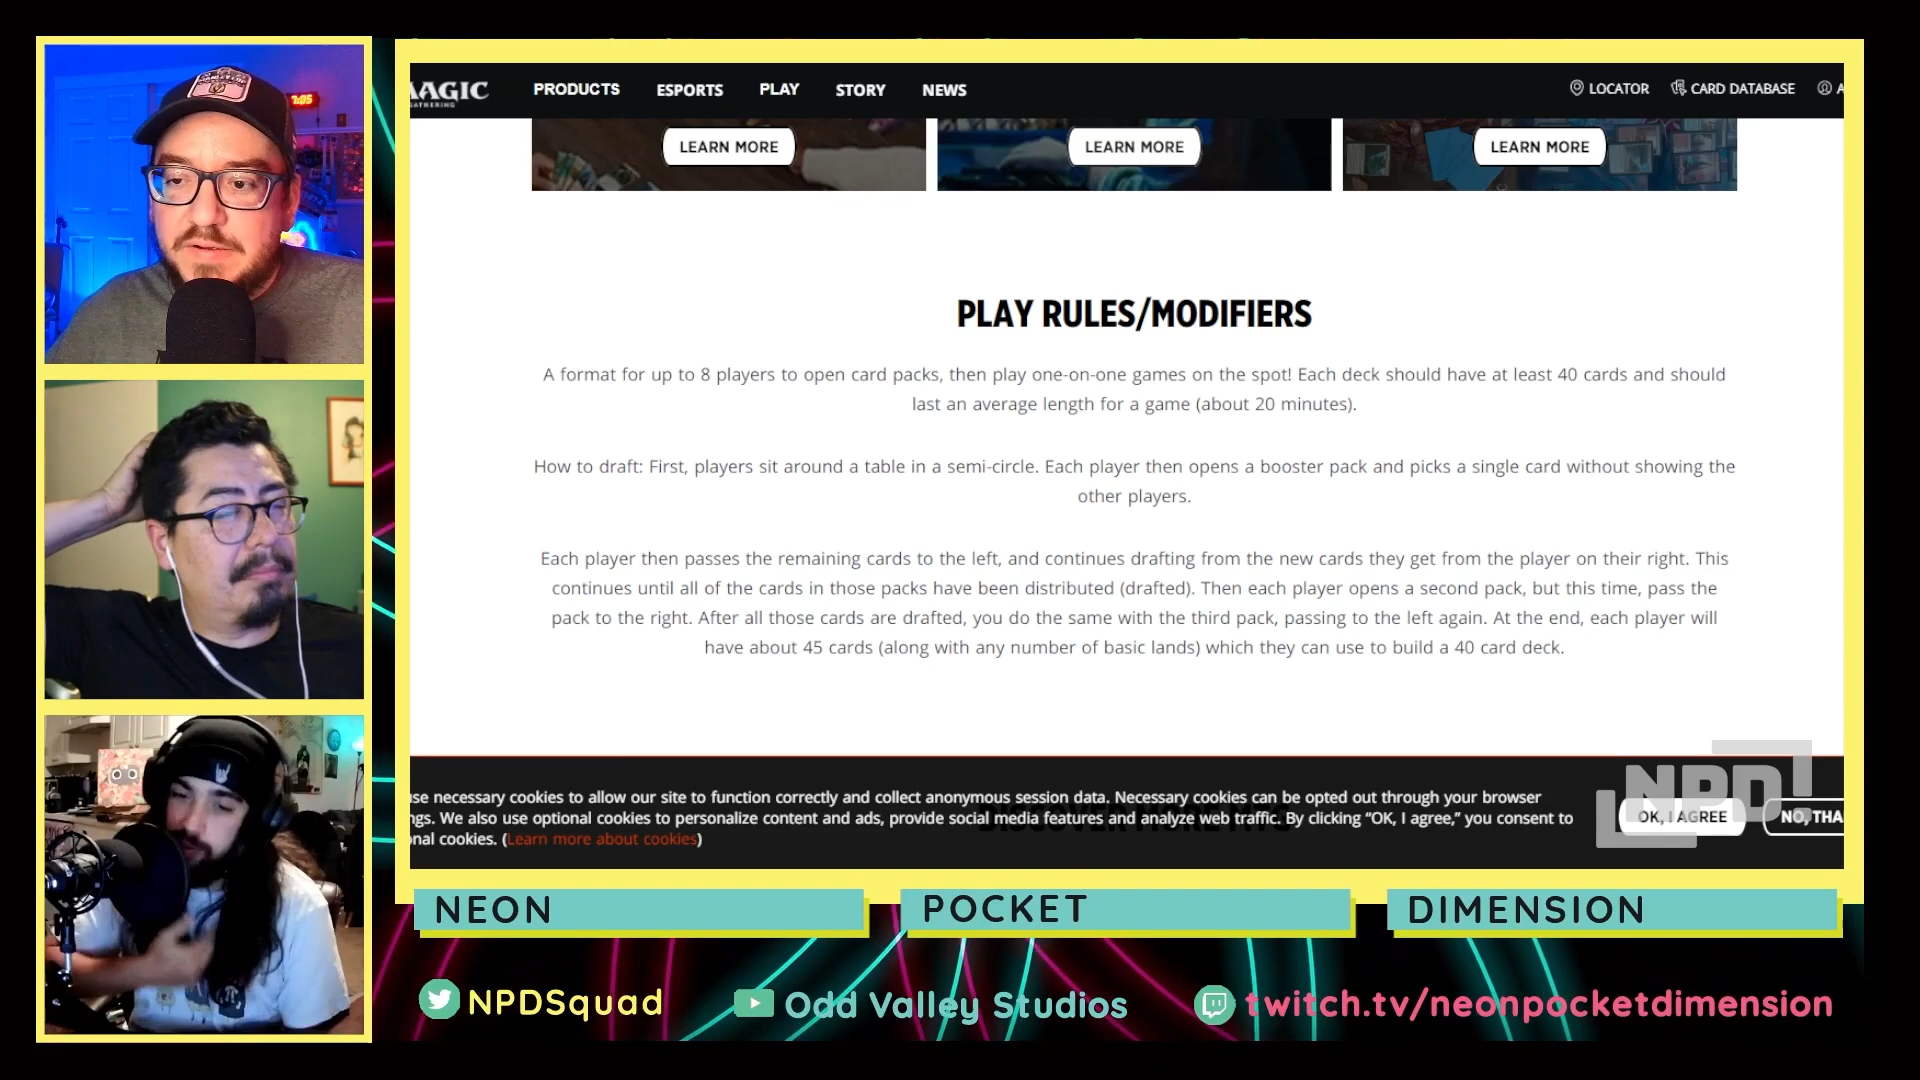 7:05
MAGIC
GATHERING
PRODUCTS ESPORTS PLAY STORY NEWS LOCATOR CARD DATABASE A
LEARN MORE LEARN MORE LEARN MORE
PLAY RULES/MODIFIERS
A format for up to 8 players to open card packs, then play one-on-one games on the spot! Each deck should have at least 40 cards and should
last an average length for a game (about 20 minutes).
How to draft: First, players sit around a table in a semi-circle. Each player then opens a booster pack and picks a single card without showing the
other players.
Each player then passes the remaining cards to the left, and continues drafting from the new cards they get from the player on their right. This
continues until all of the cards in those packs have been distributed (drafted). Then each player opens a second pack, but this time, pass the
pack to the right. After all those cards are drafted, you do the same with the third pack, passing to the left again. At the end, each player will
have about 45 cards (along with any number of basic lands) which they can use to build a 40 card deck.
DISCOVER MORE MTG
use necessary cookies to allow our site to function correctly and collect anonymous session data. Necessary cookies can be opted out through your browser
ngs. We also use optional cookies to personalize content and ads, provide social media features and analyze web traffic. By clicking “OK, I agree,” you consent to
onal cookies. (Learn more about cookies)
OK, I AGREE NO, THA
NPD!
NEON POCKET DIMENSION
NPDSquad Odd Valley Studios twitch.tv/neonpocketdimension